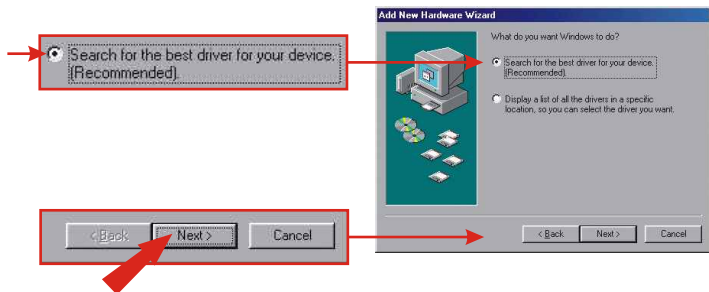 Add New Hardware Wizard
Search for the best driver for your device.
(Recommended).
What do you want Windows to do?
Search for the best driver for your device.
(Recommended).
Display a list of all the drivers in a specific
location, so you can select the driver you want.
< Back Next > Cancel
< Back Next > Cancel